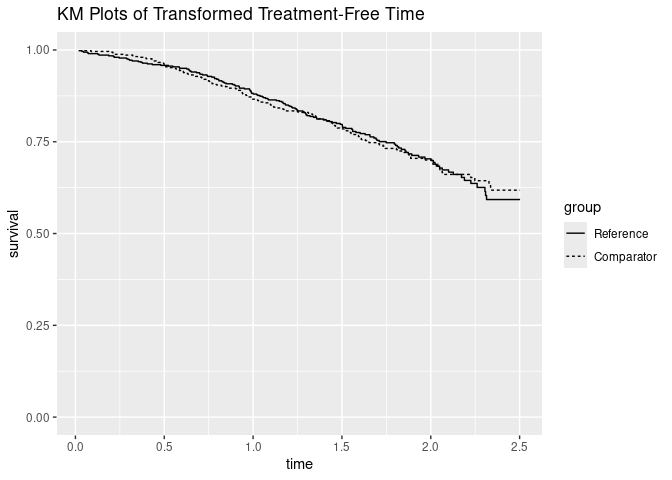 KM Plots of Transformed Treatment-Free Time
1.00
0.75
0.50
0.25
0.00
survival
0.0 0.5 1.0 1.5 2.0 2.5
time
group
Reference
Comparator